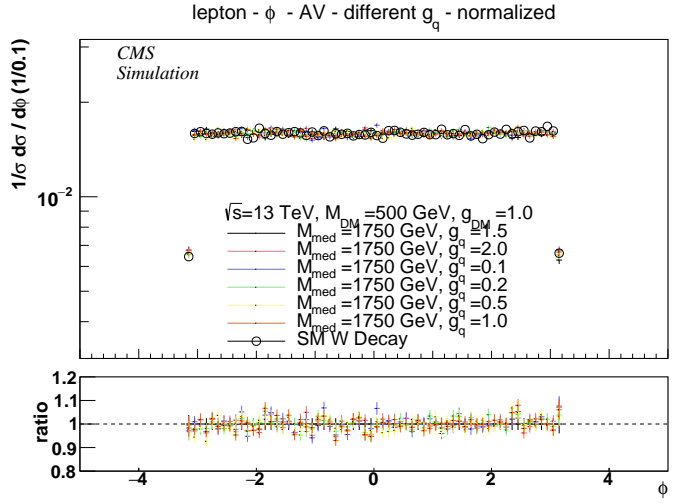 lepton - ϕ - AV - different g_q - normalized
CMS
Simulation
1/σ dσ / dϕ (1/0.1)
10⁻²
√s=13 TeV, M_DM=500 GeV, g_DM=1.0
M_med=1750 GeV, g_q=1.5
M_med=1750 GeV, g_q=2.0
M_med=1750 GeV, g_q=0.1
M_med=1750 GeV, g_q=0.2
M_med=1750 GeV, g_q=0.5
M_med=1750 GeV, g_q=1.0
SM W Decay
ratio
1.2
1.1
1
0.9
0.8
−4 −2 0 2 4
ϕ